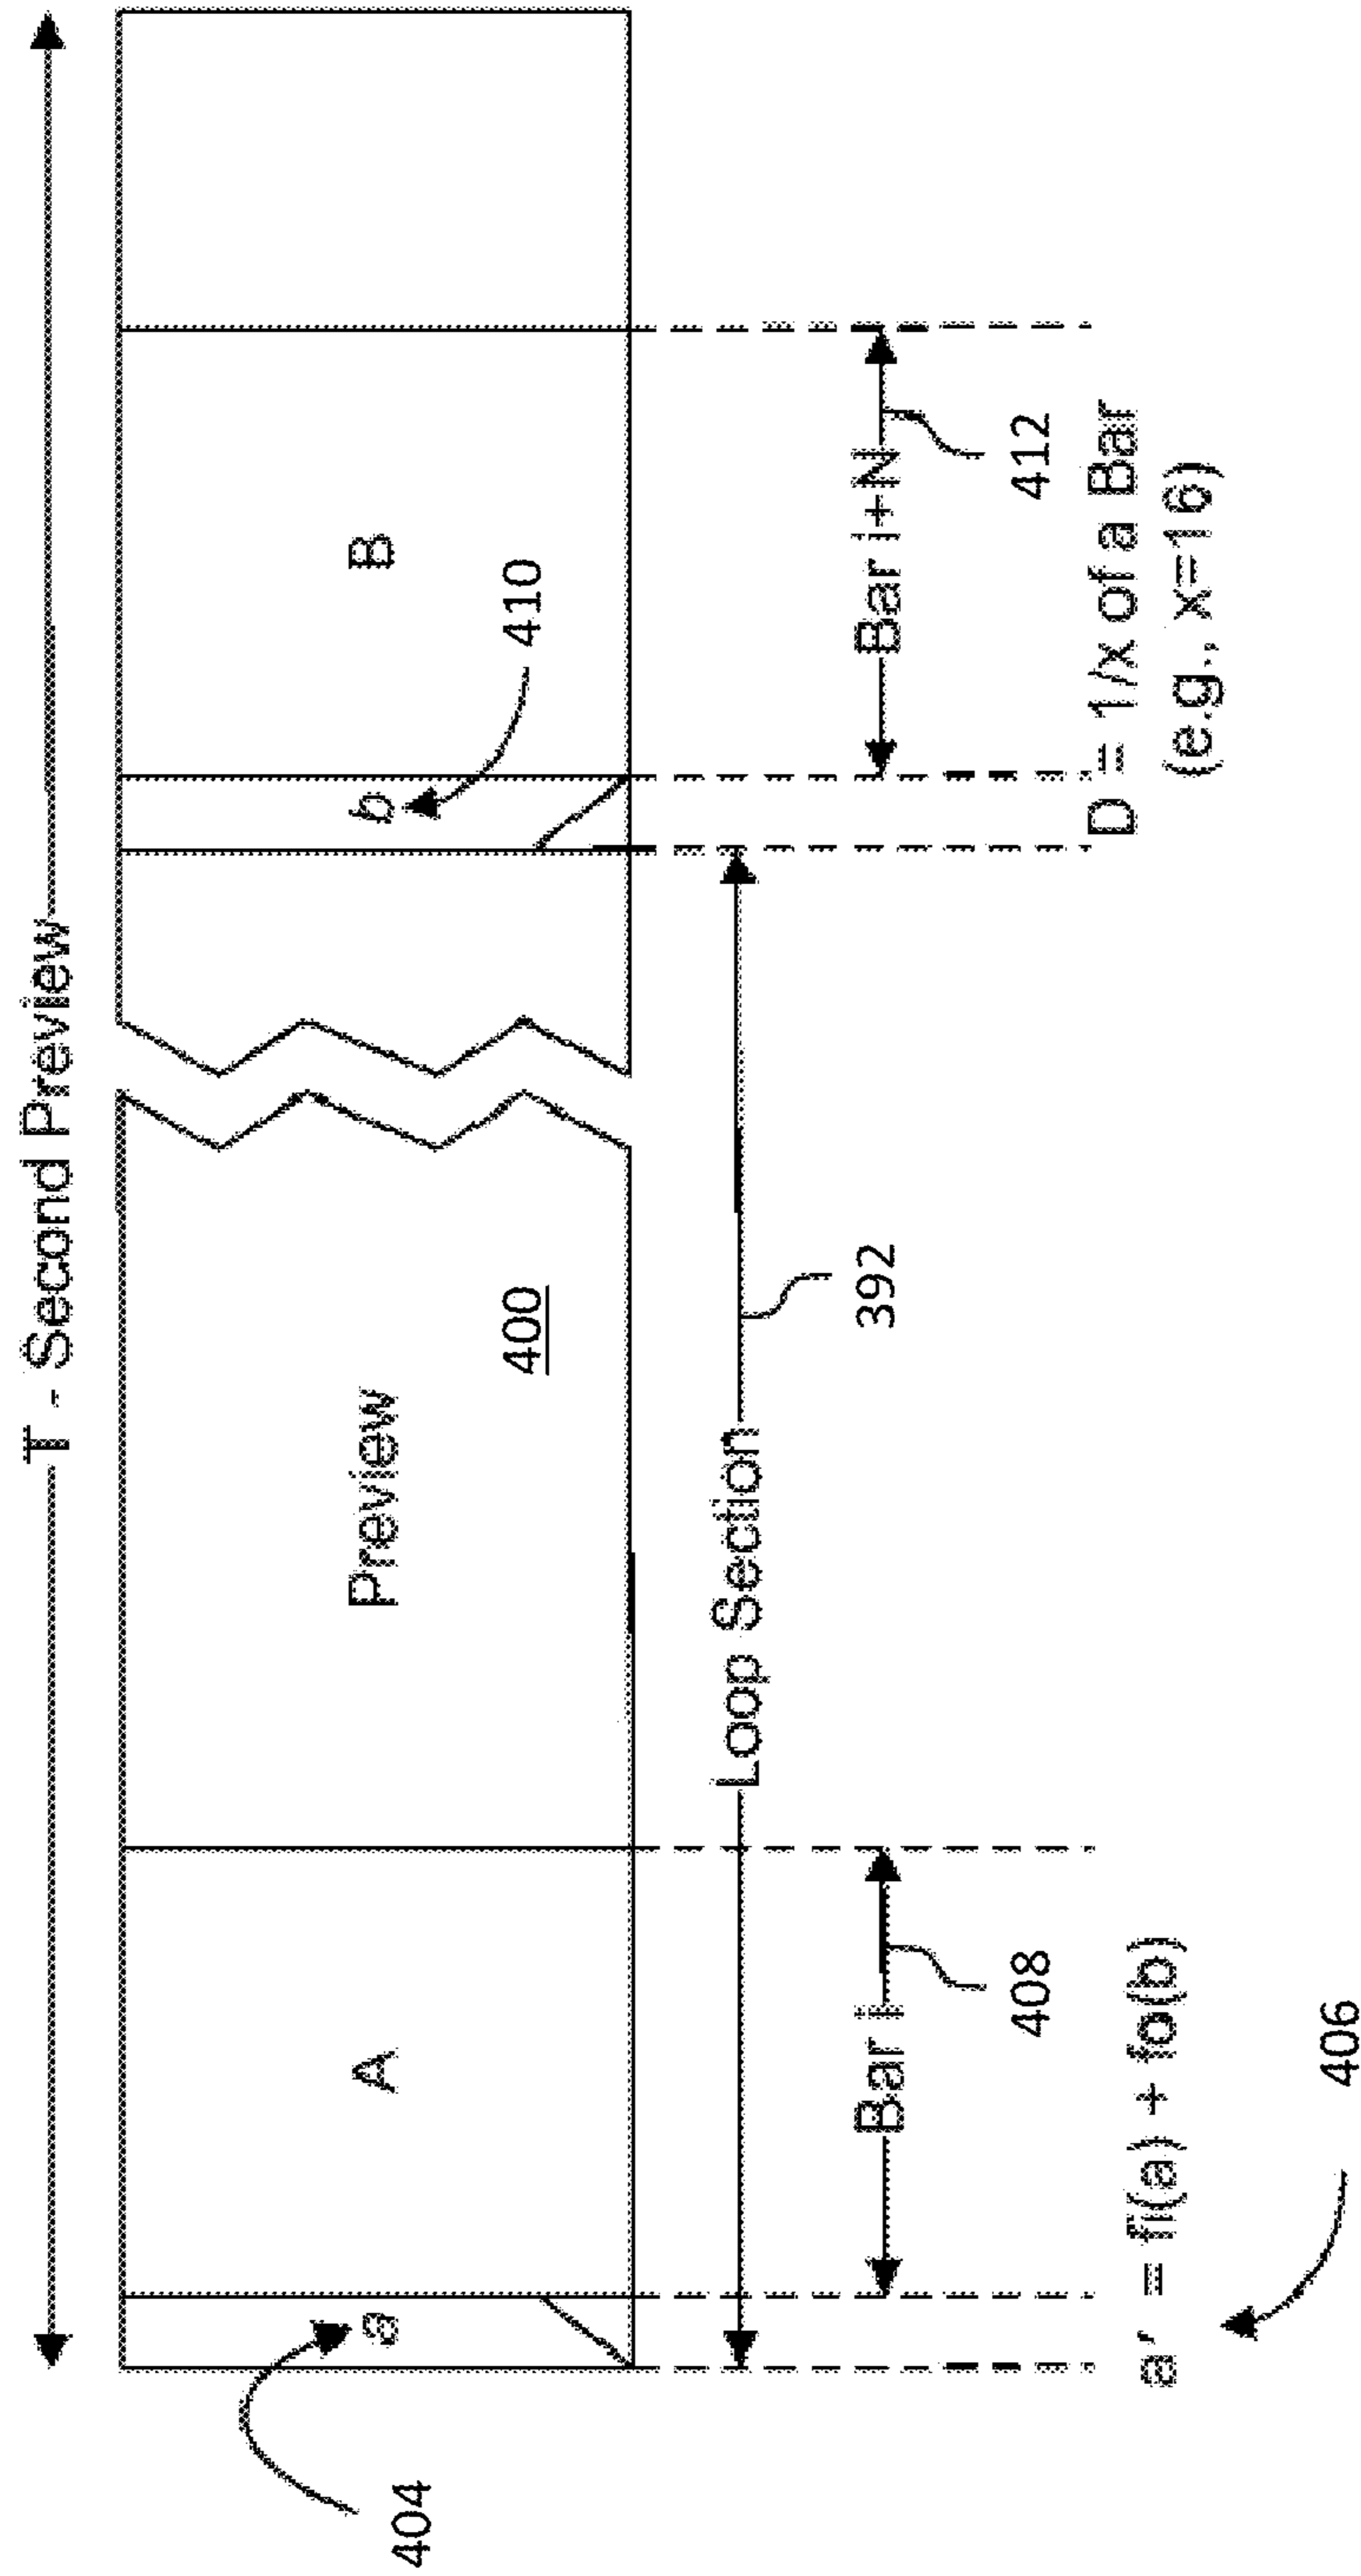 T - Second Preview
404
a
A
Preview
400
b
410
B
Loop Section
392
Bar i
408
Bar i+N
412
a' = fi(a) + fo(b)
406
D = 1/x of a Bar
(e.g., x=16)